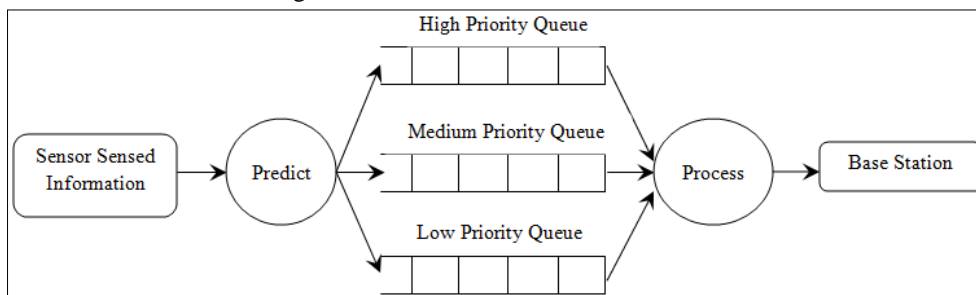 High Priority Queue
Medium Priority Queue
Sensor Sensed
Information
Predict
Process
Base Station
Low Priority Queue